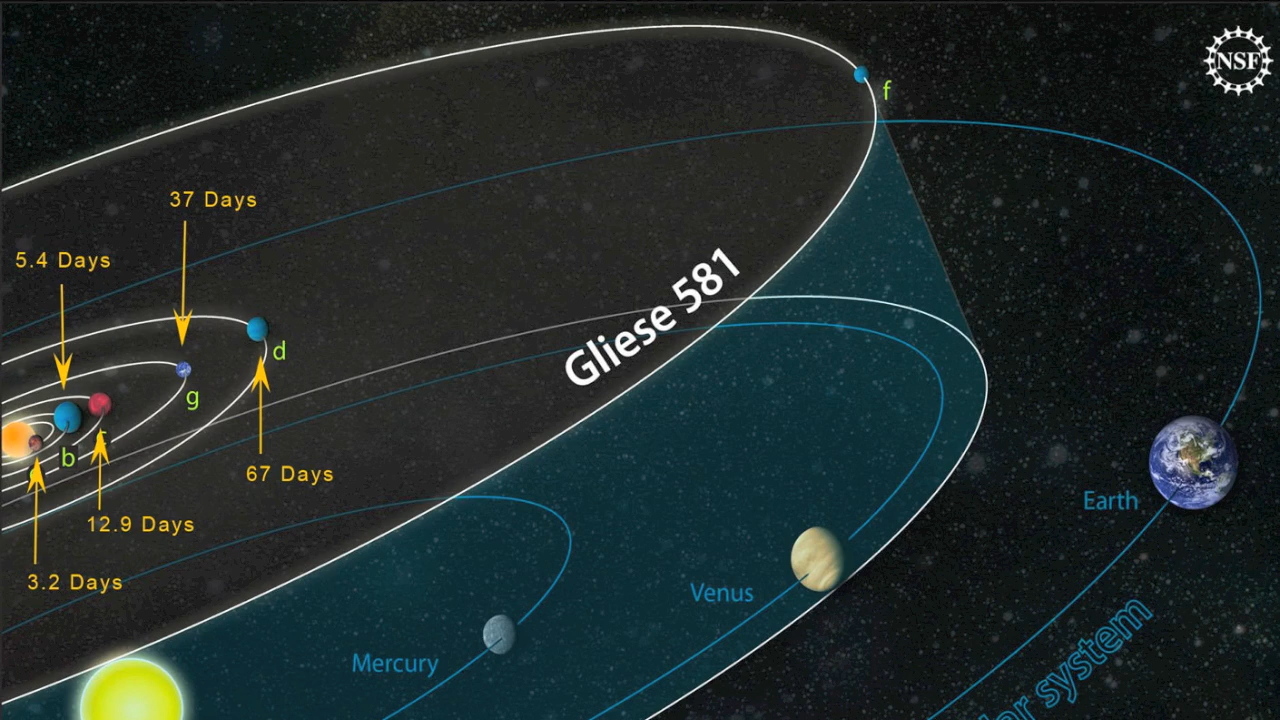 NSF
f
37 Days
5.4 Days
Gliese 581
d
g
b
67 Days
12.9 Days
3.2 Days
Earth
Venus
Mercury
system